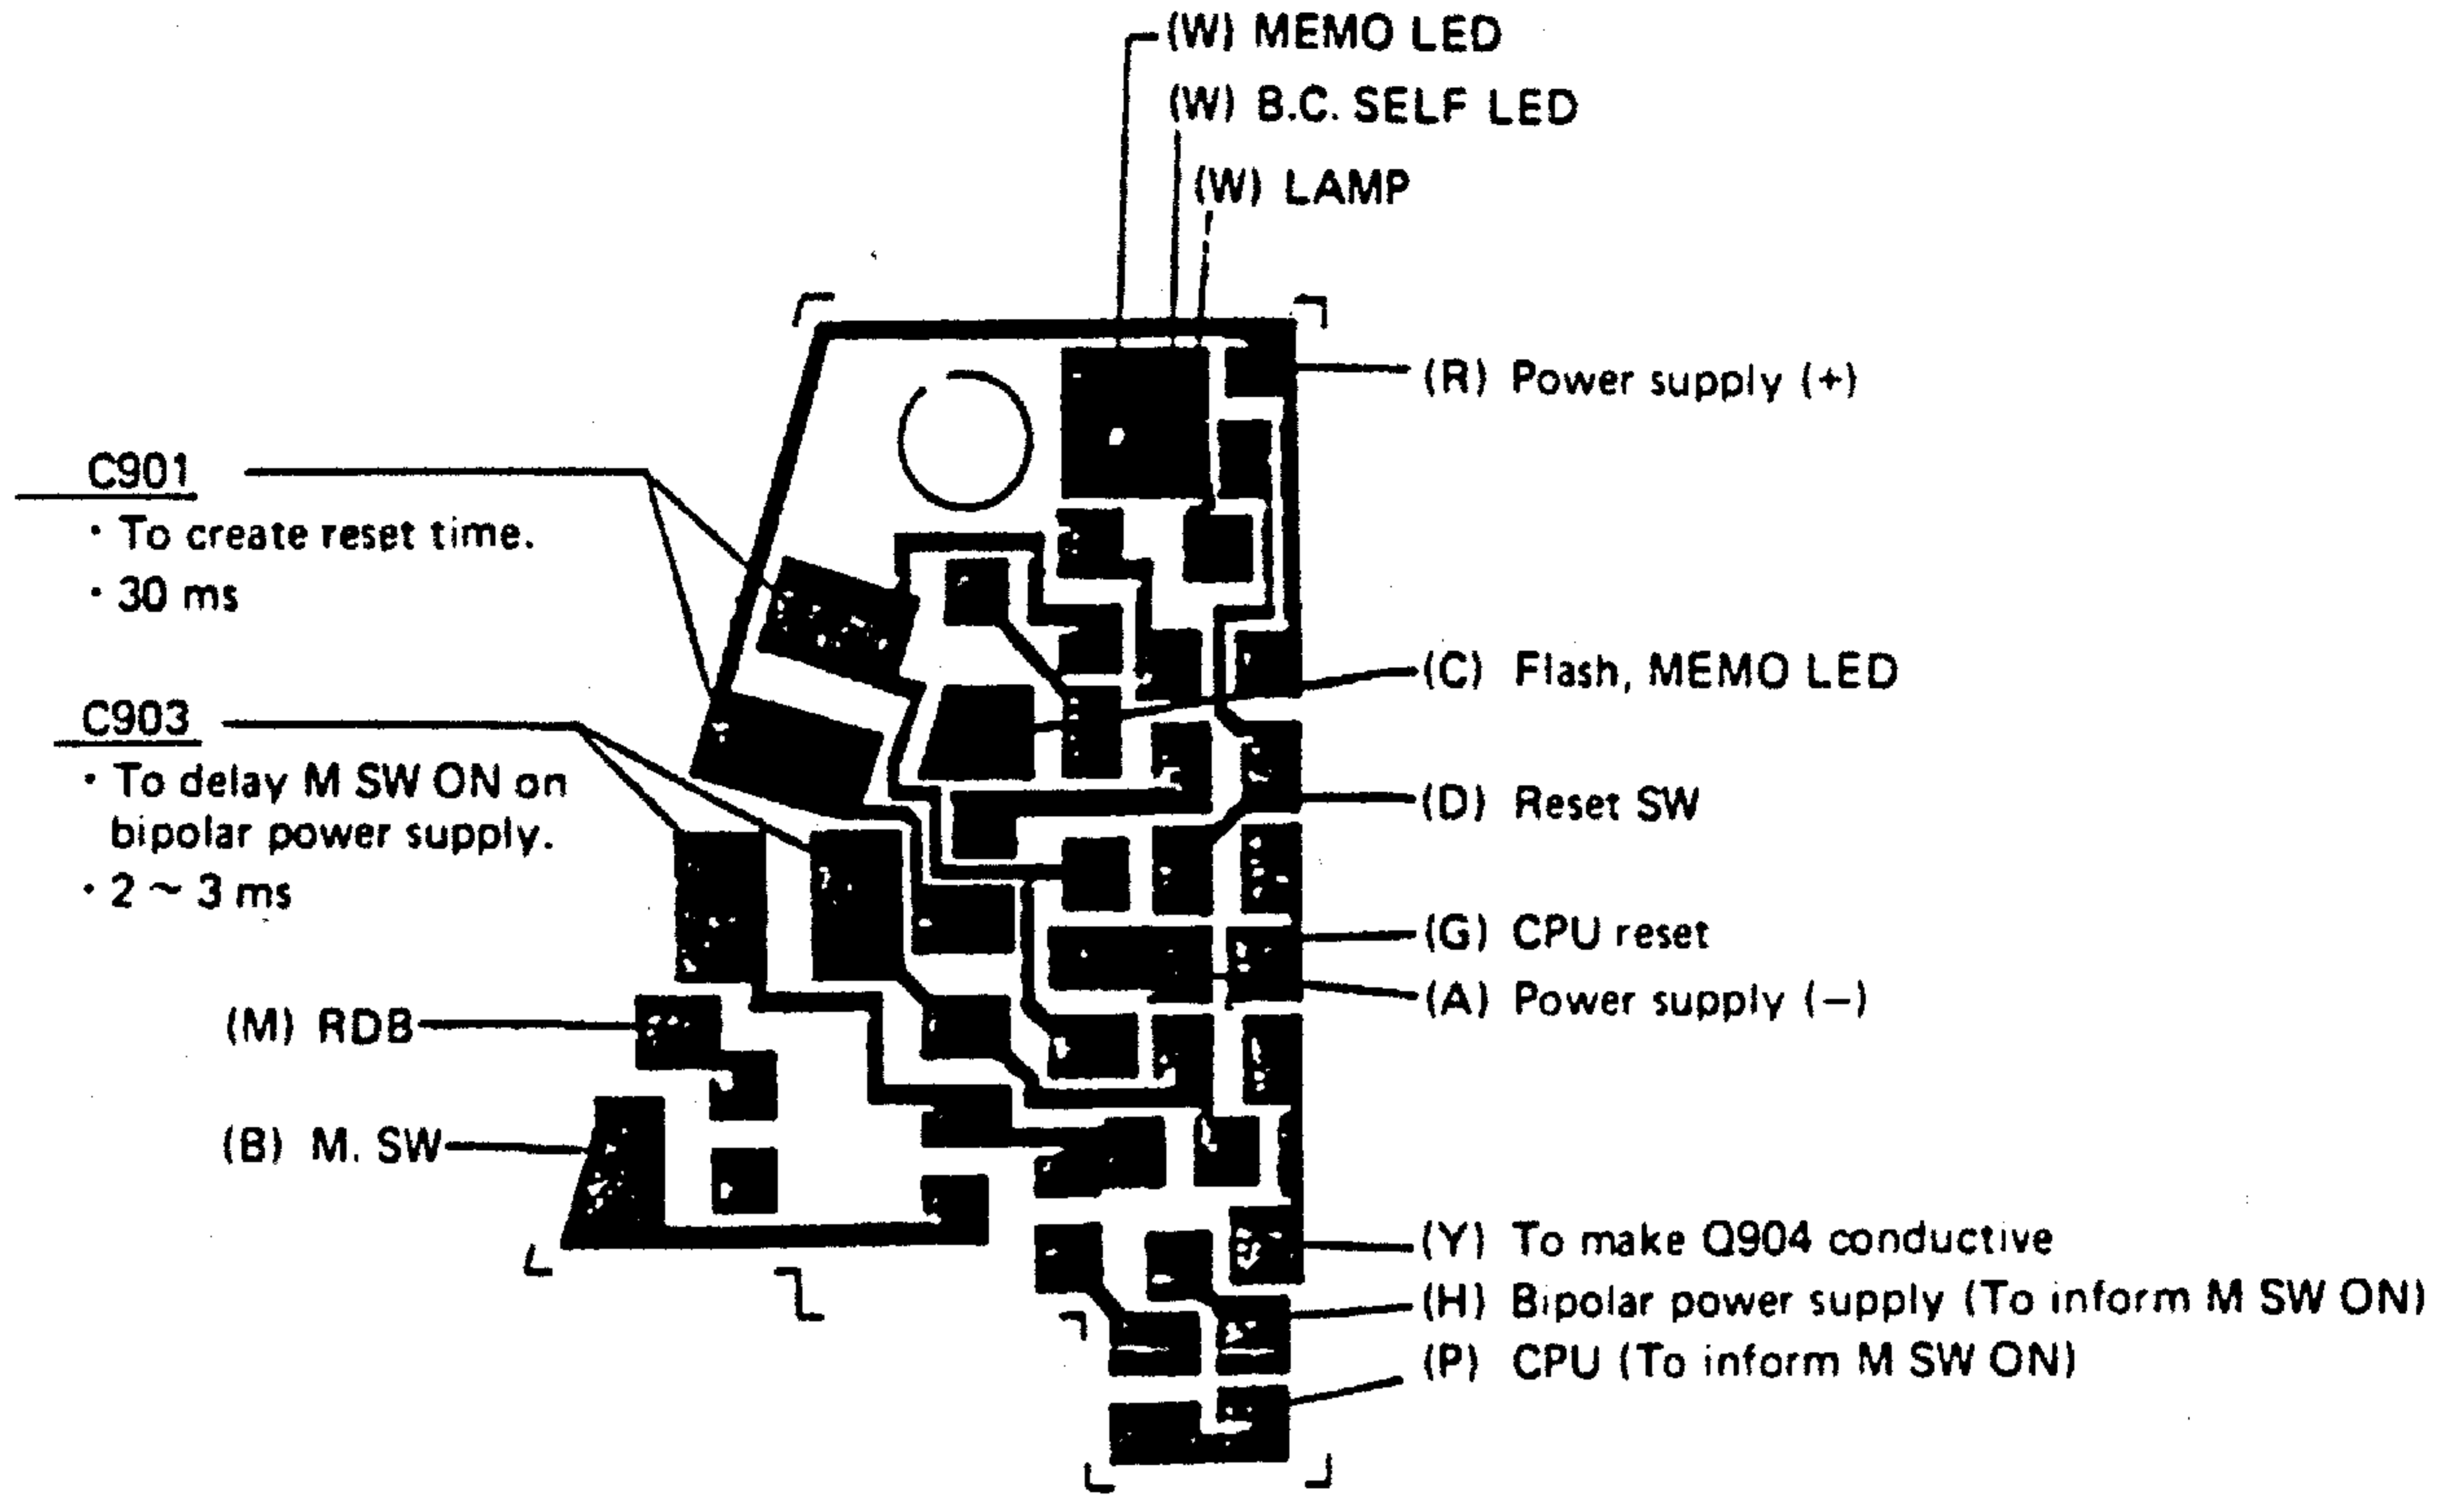 (W) MEMO LED
(W) B.C. SELF LED
(W) LAMP
(R) Power supply (+)
C901
• To create reset time.
• 30 ms
(C) Flash, MEMO LED
C903
• To delay M SW ON on
bipolar power supply.
• 2 ~ 3 ms
(D) Reset SW
(G) CPU reset
(A) Power supply (−)
(M) RDB
(B) M. SW
(Y) To make Q904 conductive
(H) Bipolar power supply (To inform M SW ON)
(P) CPU (To inform M SW ON)